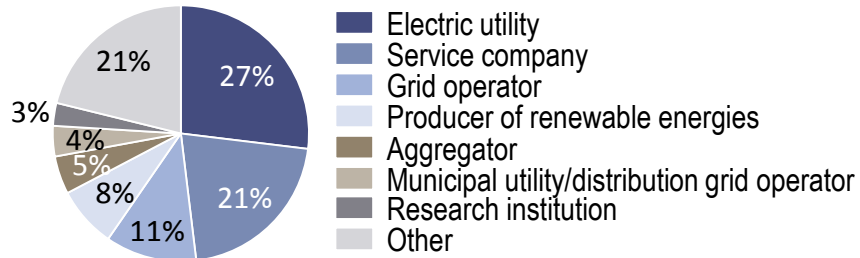 27%
21%
11%
8%
5%
4%
3%
21%
Electric utility
Service company
Grid operator
Producer of renewable energies
Aggregator
Municipal utility/distribution grid operator
Research institution
Other